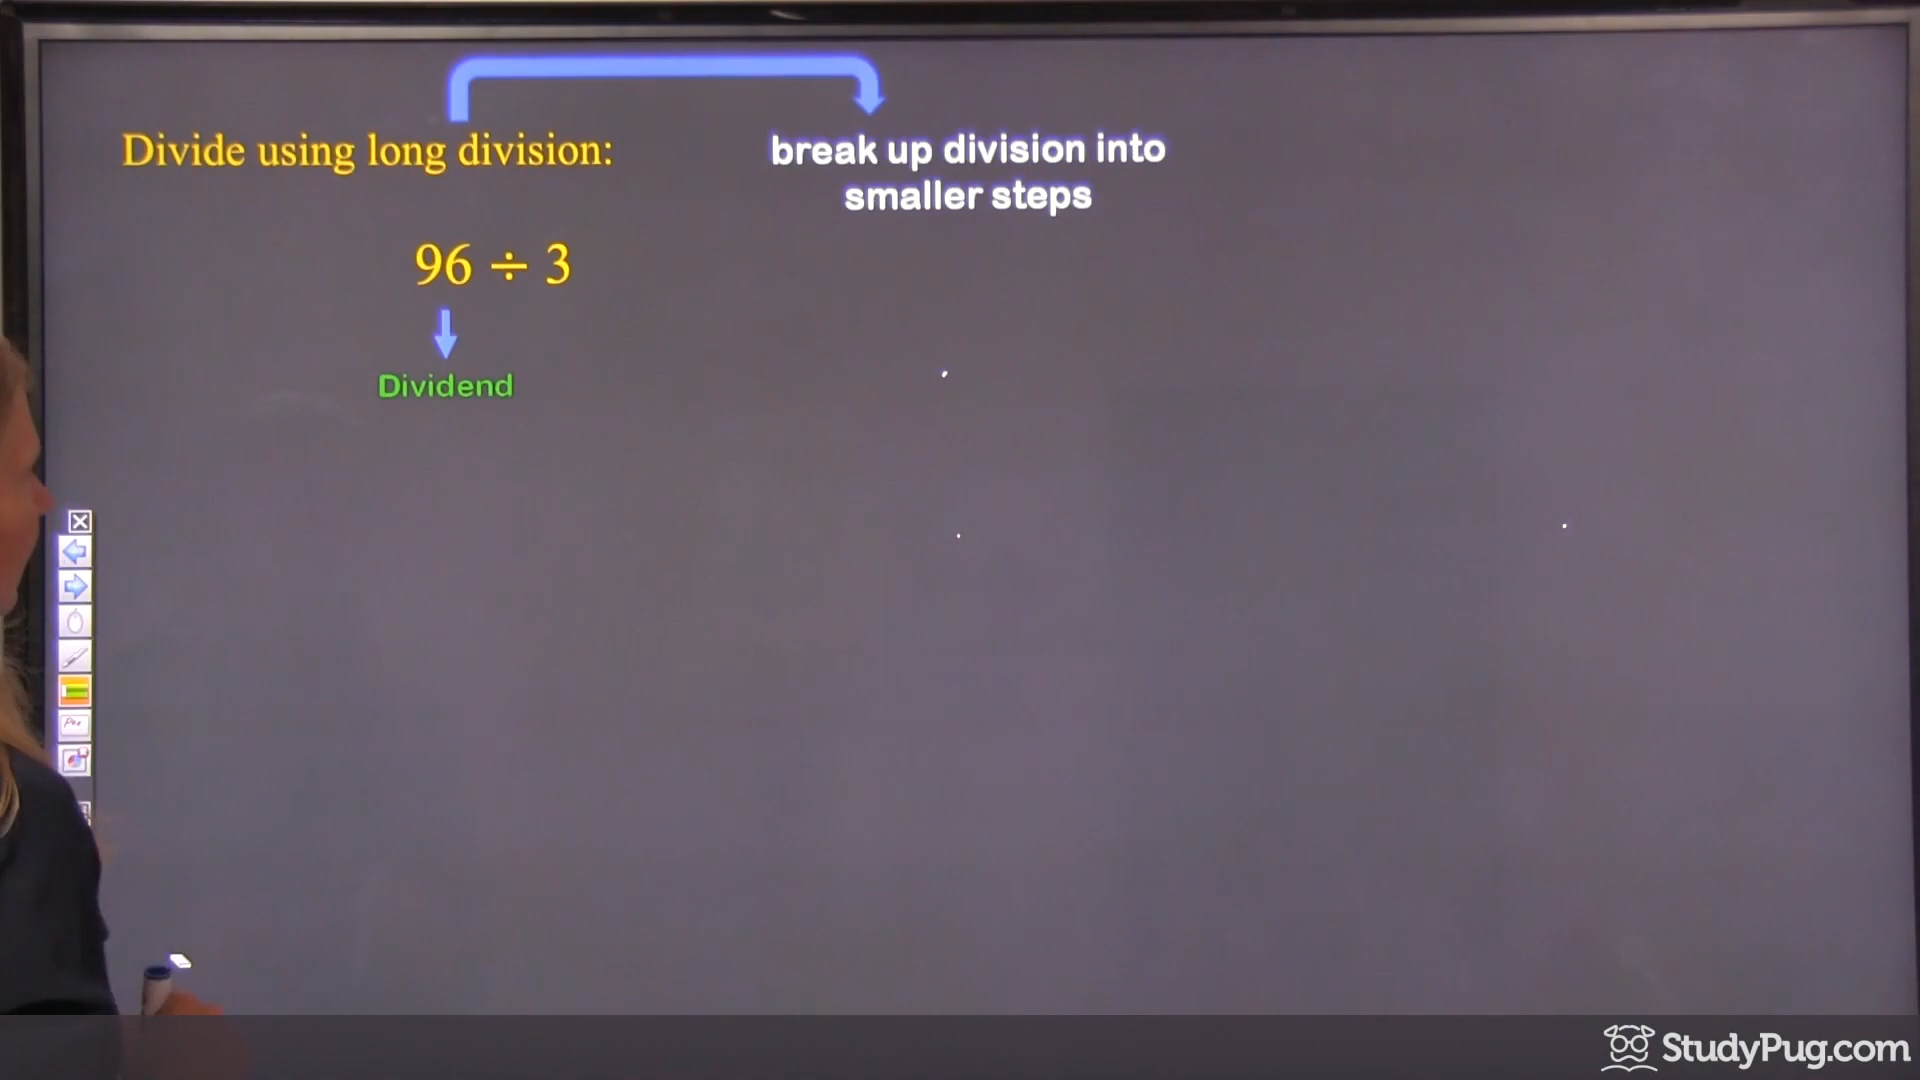 Divide using long division:
break up division into
smaller steps
96 ÷ 3
Dividend
StudyPug.com